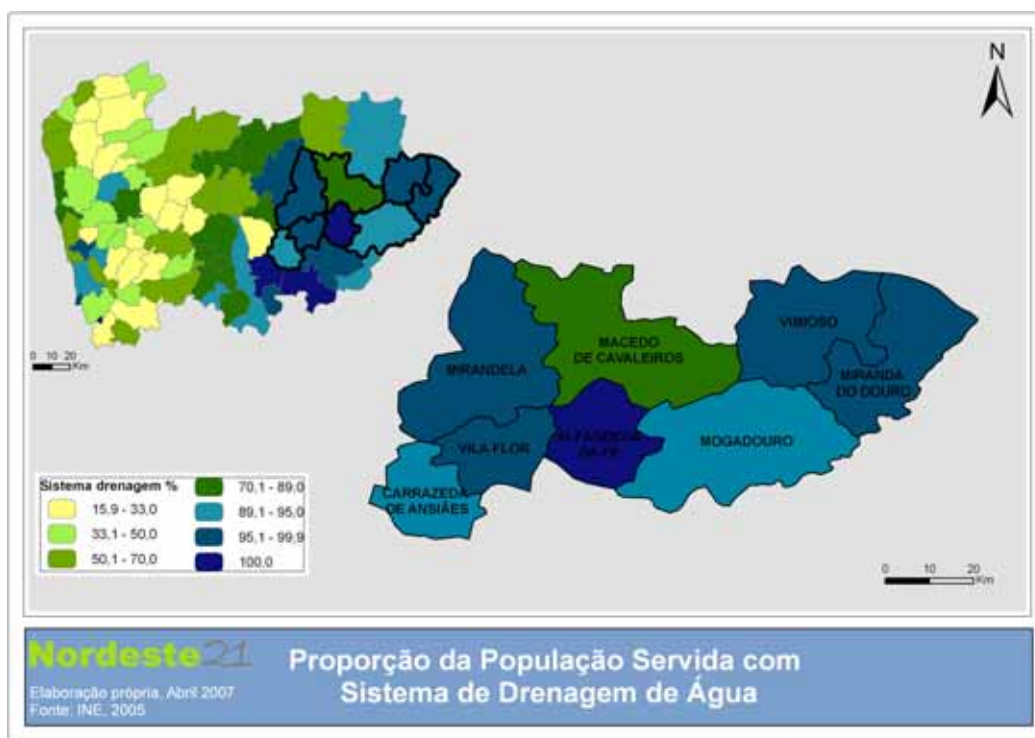 N
0 10 20
Km
MIRANDELA
MACEDO
DE CAVALEIROS
VIMIOSO
MIRANDA
DO DOURO
VILA FLOR
ALFANDEGA
DA FÉ
MOGADOURO
CARRAZEDA
DE ANSIÃES
Sistema drenagem %
15,9 - 33,0
33,1 - 50,0
50,1 - 70,0
70,1 - 89,0
89,1 - 95,0
95,1 - 99,9
100,0
0 10 20
Km
Nordeste21
Elaboração própria, Abril 2007
Fonte: INE, 2005
Proporção da População Servida com
Sistema de Drenagem de Água